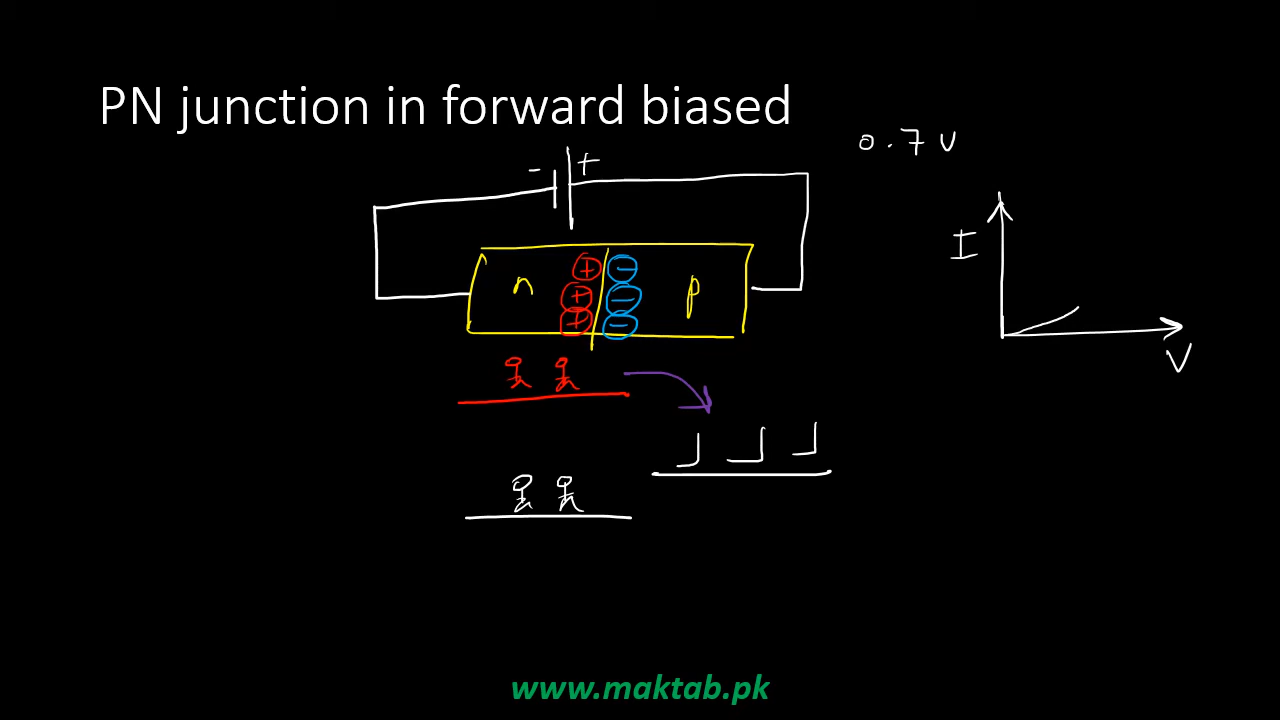 PN junction in forward biased
0.7 V
- +
I
n + - p
+ -
+ -
V
www.maktab.pk